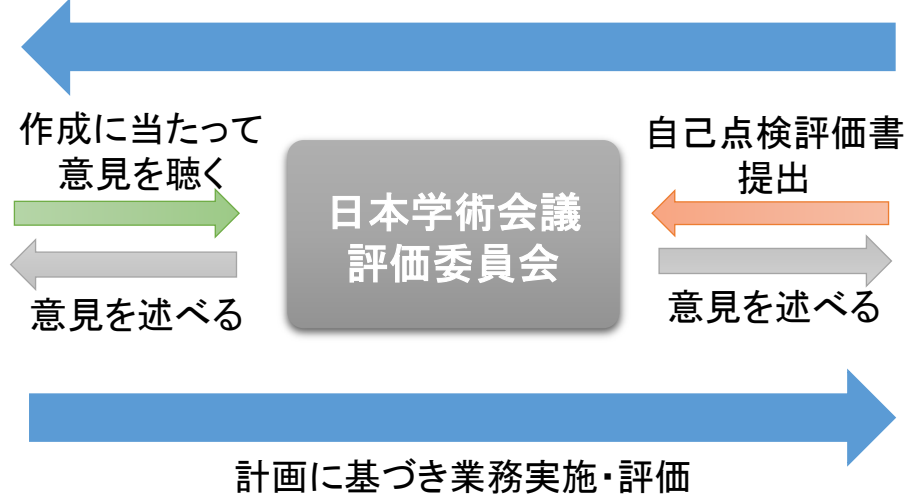 作成に当たって
意見を聴く
意見を述べる
日本学術会議
評価委員会
自己点検評価書
提出
意見を述べる
計画に基づき業務実施・評価